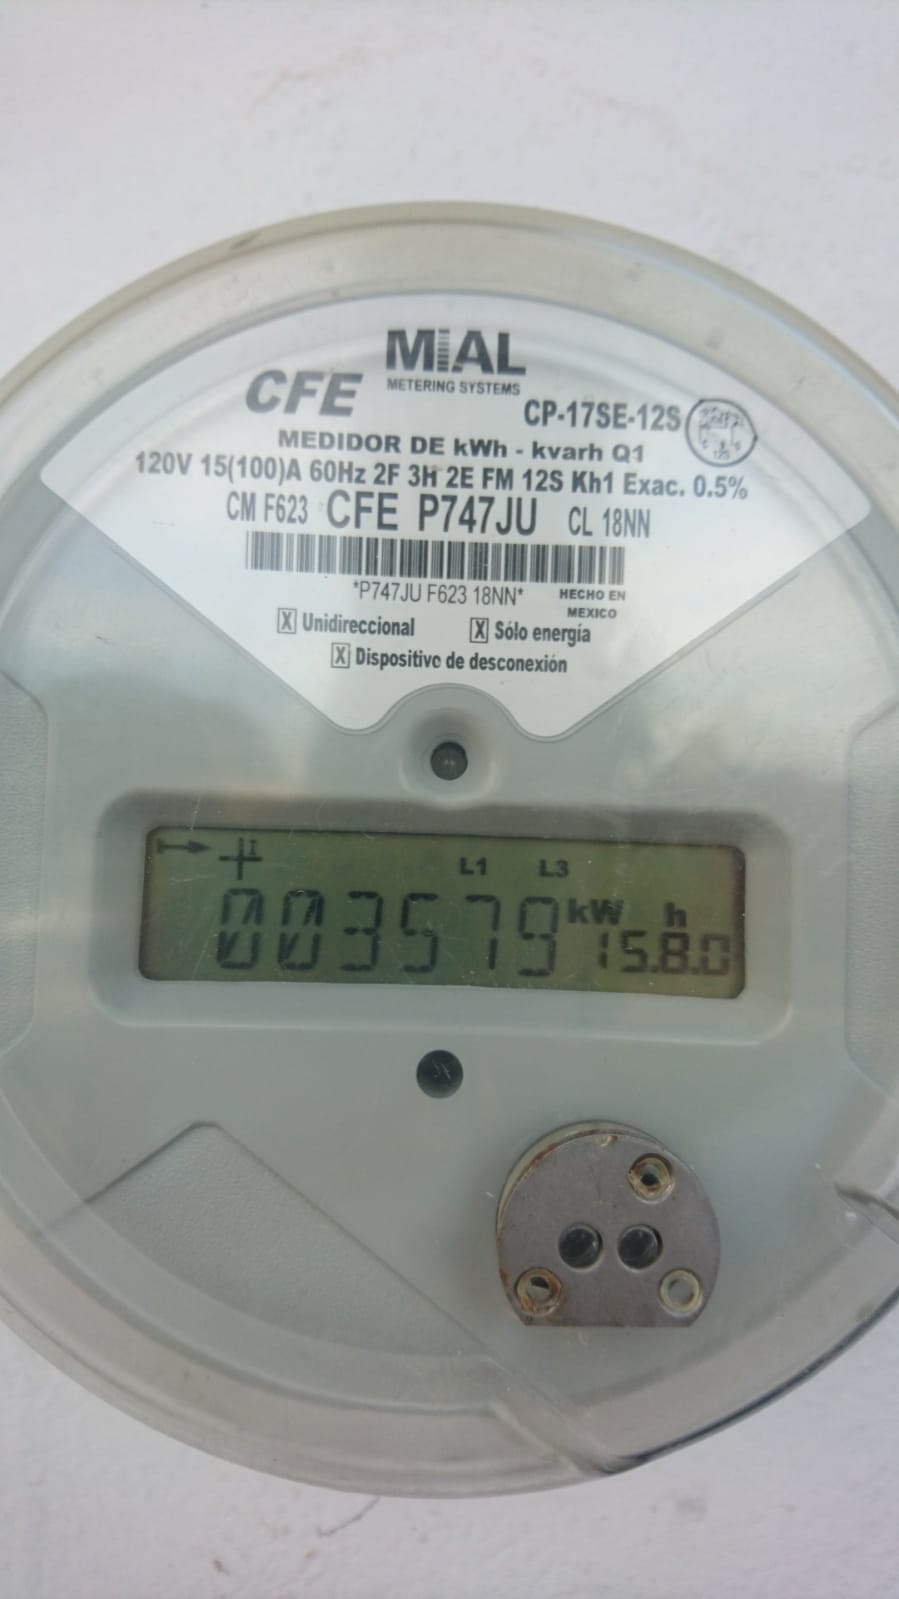 MIAL
METERING SYSTEMS
CFE
CP-17SE-12S
MEDIDOR DE kWh - kvarh Q1
120V 15(100)A 60Hz 2F 3H 2E FM 12S Kh1 Exac. 0.5%
CM F623 CFE P747JU CL 18NN
*P747JU F623 18NN*
HECHO EN
MEXICO
X Unidireccional X Sólo energía
X Dispositivo de desconexión
I L1 L3
003579 kW h 15.8.0